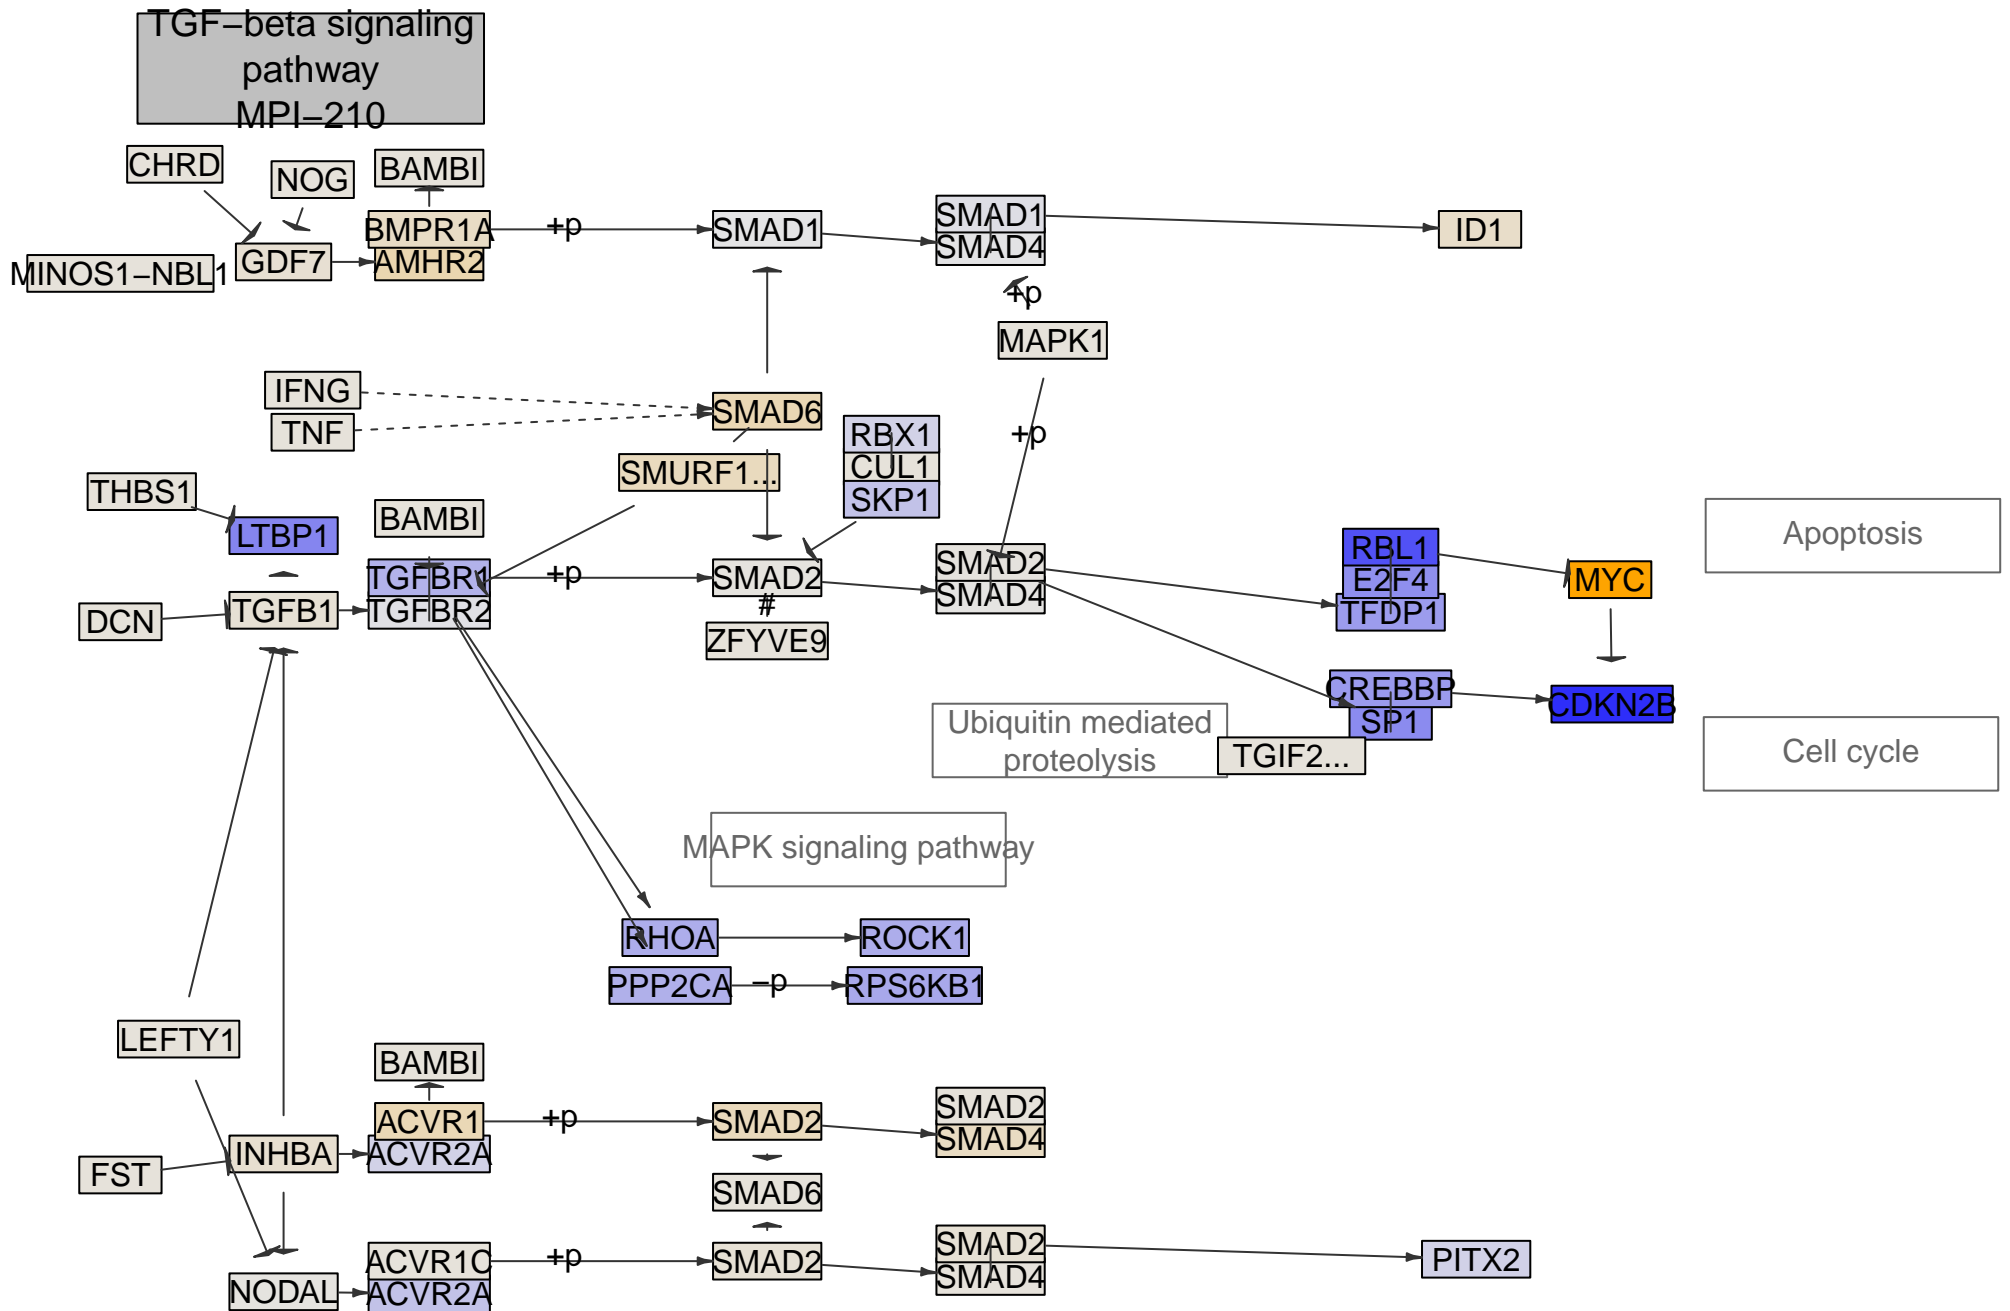 TGF−beta signaling
pathway
MPI−210
CHRD
NOG
BAMBI
BMPR1A
+p
SMAD1
SMAD1
SMAD4
ID1
MINOS1−NBL1
GDF7
AMHR2
+p
MAPK1
IFNG
TNF
SMAD6
RBX1
CUL1
SKP1
+p
SMURF1...
THBS1
LTBP1
BAMBI
TGFBR1
TGFBR2
+p
SMAD2
#
ZFYVE9
SMAD2
SMAD4
RBL1
E2F4
TFDP1
MYC
Apoptosis
DCN
TGFB1
CREBBP
SP1
CDKN2B
Ubiquitin mediated
proteolysis
TGIF2...
Cell cycle
MAPK signaling pathway
RHOA
ROCK1
PPP2CA
−p
RPS6KB1
LEFTY1
BAMBI
ACVR1
ACVR2A
+p
SMAD2
SMAD2
SMAD4
FST
INHBA
SMAD6
ACVR1C
ACVR2A
+p
SMAD2
SMAD2
SMAD4
PITX2
NODAL